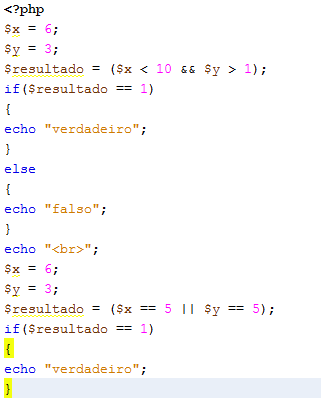 <?php
$x = 6;
$y = 3;
$resultado = ($x < 10 && $y > 1);
if($resultado == 1)
{
echo "verdadeiro";
}
else
{
echo "falso";
}
echo "<br>";
$x = 6;
$y = 3;
$resultado = ($x == 5 || $y == 5);
if($resultado == 1)
{
echo "verdadeiro";
}